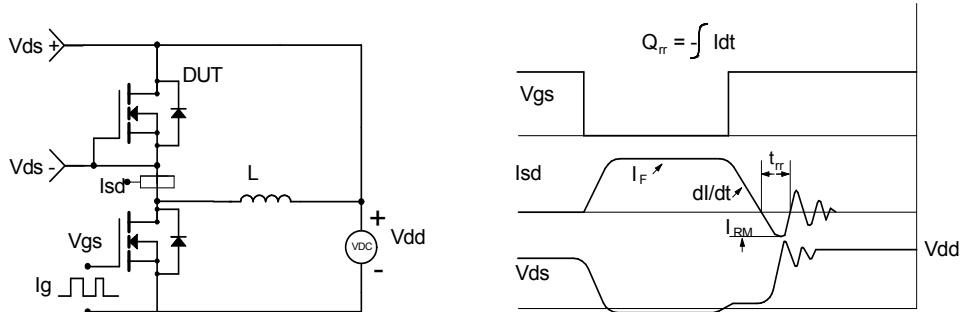 Vds +
DUT
Vds -
Isd
L
Vgs
Ig
+
VDC
-
Vdd
Q_rr = -∫ Idt
Vgs
Isd
I_F
dI/dt
t_rr
I_RM
Vdd
Vds